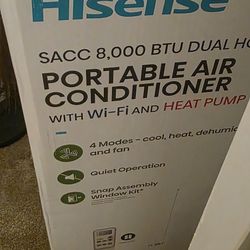 Hisense
SACC 8,000 BTU DUAL HO
PORTABLE AIR
CONDITIONER
WITH Wi-Fi AND HEAT PUMP
4 Modes - cool, heat, dehumid
and fan
Quiet Operation
Snap Assembly
Window Kit*